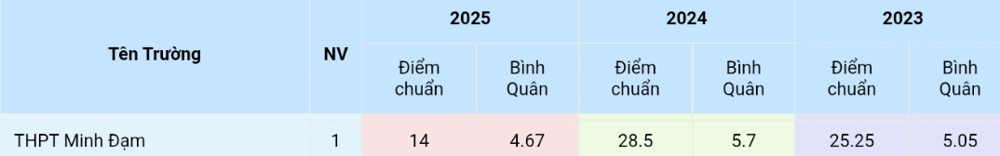 2025 2024 2023
Tên Trường NV
Điểm chuẩn Bình Quân Điểm chuẩn Bình Quân Điểm chuẩn Bình Quân
THPT Minh Đạm 1 14 4.67 28.5 5.7 25.25 5.05